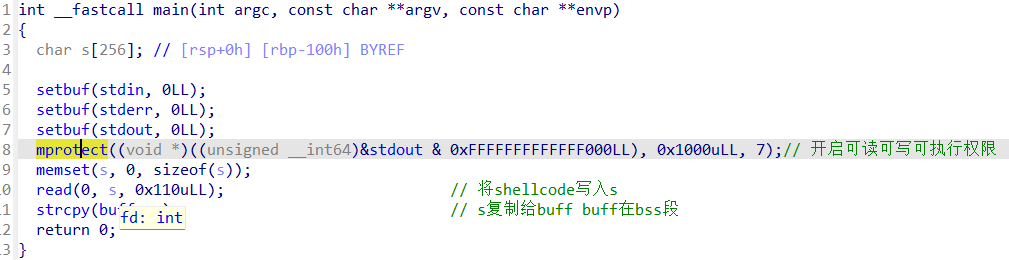 1 int __fastcall main(int argc, const char **argv, const char **envp)
2 {
3 char s[256]; // [rsp+0h] [rbp-100h] BYREF
4
5 setbuf(stdin, 0LL);
6 setbuf(stderr, 0LL);
7 setbuf(stdout, 0LL);
8 mprotect((void *)((unsigned __int64)&stdout & 0xFFFFFFFFFFFFF000LL), 0x1000uLL, 7);// 开启可读可写可执行权限
9 memset(s, 0, sizeof(s));
10 read(0, s, 0x110uLL); // 将shellcode写入s
11 strcpy(buf // s复制给buff buff在bss段
fd: int
12 return 0;
13 }